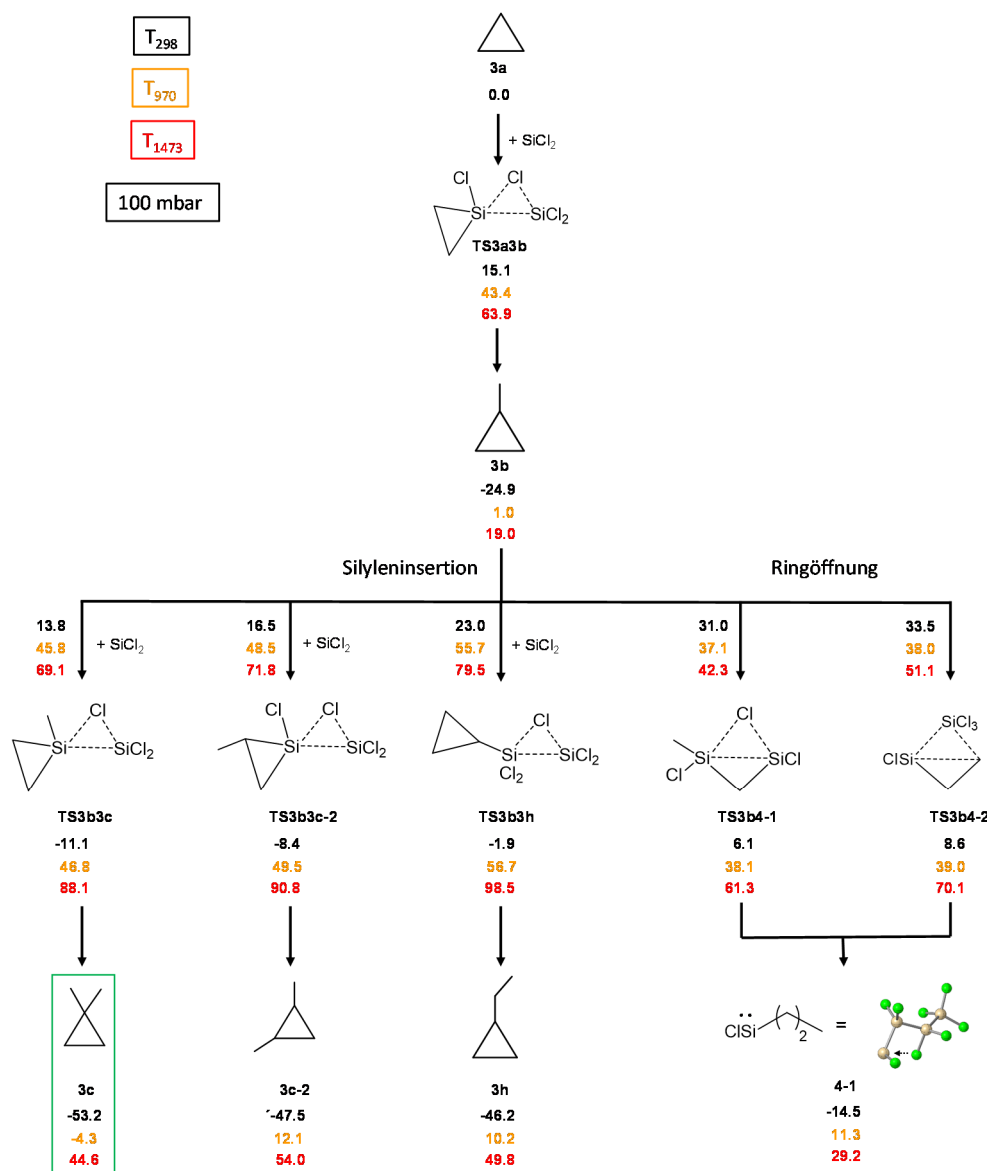 T298
T970
T1473
100 mbar
3a
0.0
+ SiCl2
Cl
Cl
Si
SiCl2
TS3a3b
15.1
43.4
63.9
3b
-24.9
1.0
19.0
Silyleninsertion
Ringöffnung
13.8
45.8
69.1
+ SiCl2
16.5
48.5
71.8
+ SiCl2
23.0
55.7
79.5
+ SiCl2
31.0
37.1
42.3
33.5
38.0
51.1
Cl
Si
SiCl2
Cl
Cl
Si
SiCl2
Cl
Si
Cl2
SiCl2
Cl
Si
Cl
SiCl
SiCl3
ClSi
TS3b3c
TS3b3c-2
TS3b3h
TS3b4-1
TS3b4-2
-11.1
46.8
88.1
-8.4
49.5
90.8
-1.9
56.7
98.5
6.1
38.1
61.3
8.6
39.0
70.1
ClSi
2
=
3c
-53.2
-4.3
44.6
3c-2
´-47.5
12.1
54.0
3h
-46.2
10.2
49.8
4-1
-14.5
11.3
29.2